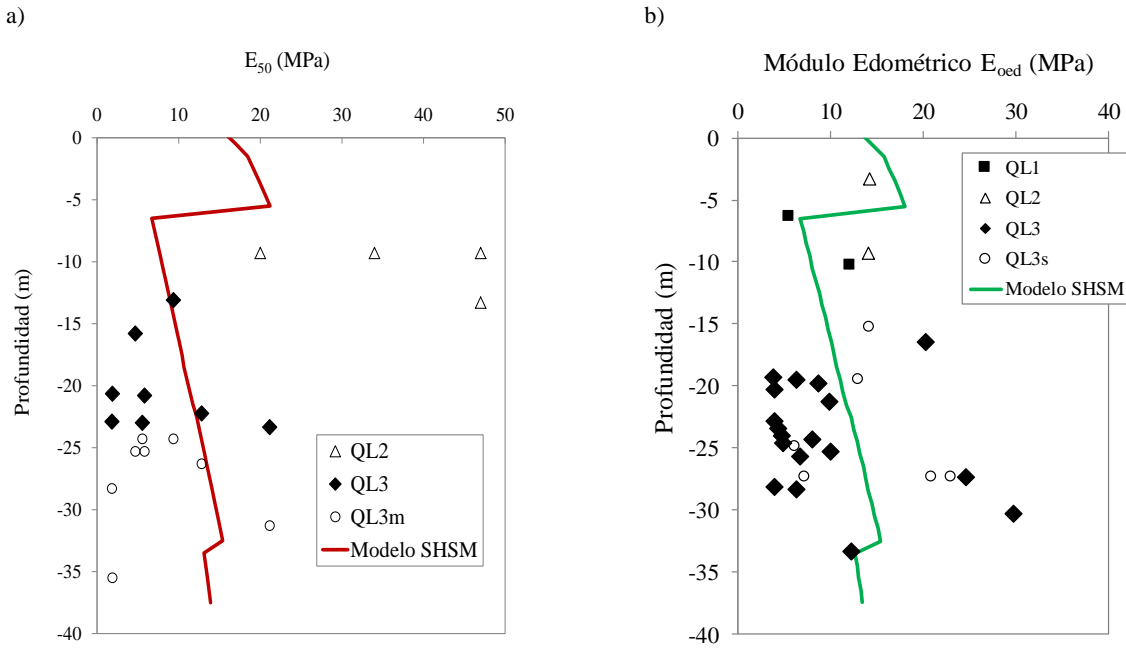 a)
E50 (MPa)
0 10 20 30 40 50
0
-5
-10
-15
-20
-25
-30
-35
-40
Profundidad (m)
QL2
QL3
QL3m
Modelo SHSM
b)
Módulo Edométrico Eoed (MPa)
0 10 20 30 40
0
-5
-10
-15
-20
-25
-30
-35
-40
Profundidad (m)
QL1
QL2
QL3
QL3s
Modelo SHSM